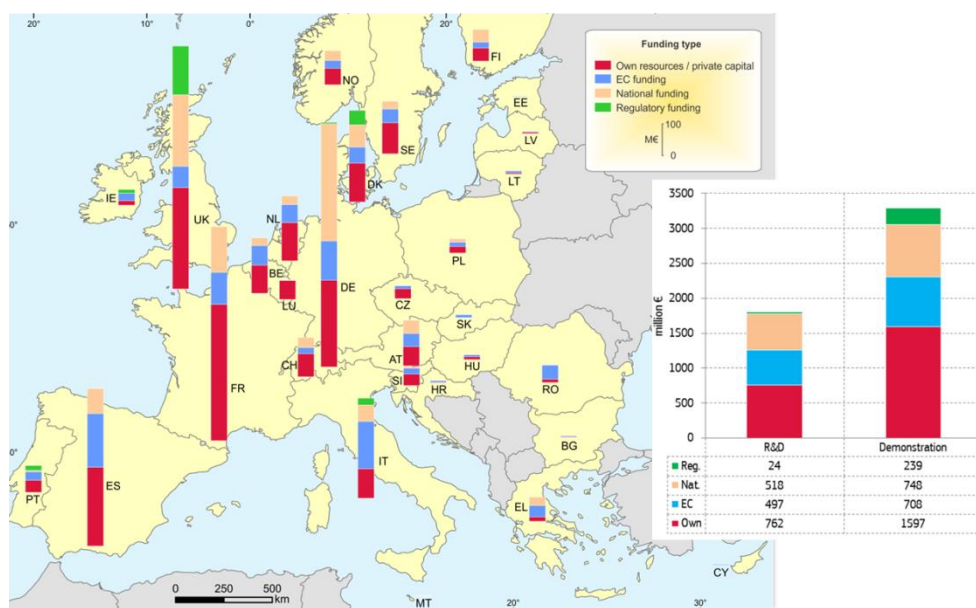 20°
10°
0°
10°
FI
NO
SE
EE
LV
LT
DK
IE
UK
NL
BE
LU
DE
PL
CZ
SK
CH
AT
HU
SI
HR
RO
FR
IT
BG
PT
ES
EL
CY
MT
20°
30°
0°
0°
0 250 500
km
Funding type
Own resources / private capital
EC funding
National funding
Regulatory funding
100
M€
0
million €
3500
3000
2500
2000
1500
1000
500
0
R&D Demonstration
Reg. 24 239
Nat. 518 748
EC 497 708
Own 762 1597